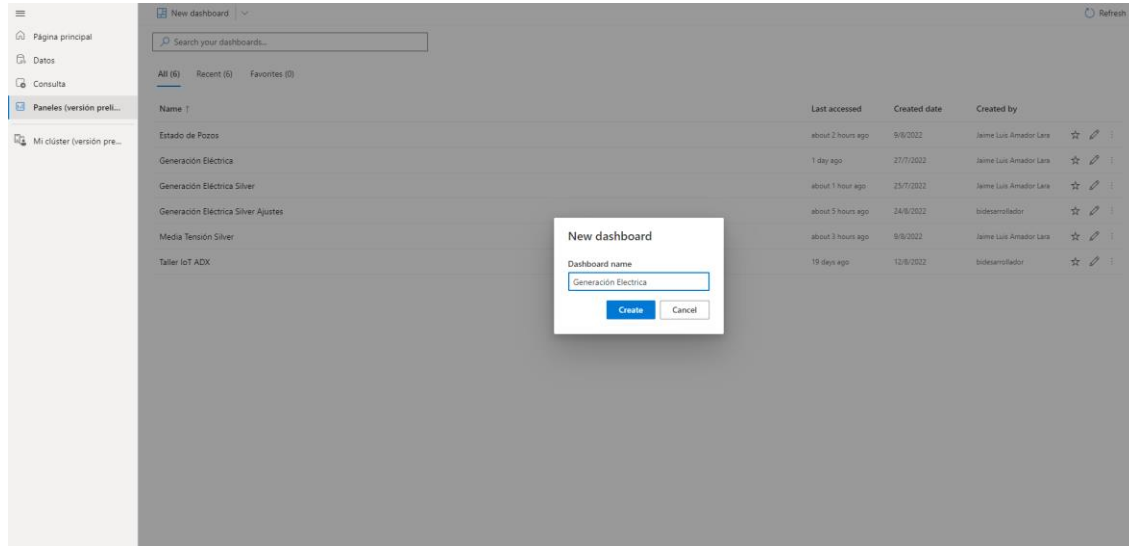 New dashboard
Refresh
Página principal
Datos
Consulta
Paneles (versión preli...
Mi clúster (versión pre...
Search your dashboards...
All (6) Recent (6) Favorites (0)
Name ↑ Last accessed Created date Created by
Estado de Pozos about 2 hours ago 9/8/2022 Jaime Luis Amador Lara
Generación Eléctrica 1 day ago 27/7/2022 Jaime Luis Amador Lara
Generación Eléctrica Silver about 1 hour ago 25/7/2022 Jaime Luis Amador Lara
Generación Eléctrica Silver Ajustes about 5 hours ago 24/8/2022 bidesarrollador
Media Tensión Silver about 3 hours ago Jaime Luis Amador Lara
Taller IoT ADX 19 days ago 12/8/2022 bidesarrollador
New dashboard
Dashboard name
Generación Electrica
Create Cancel